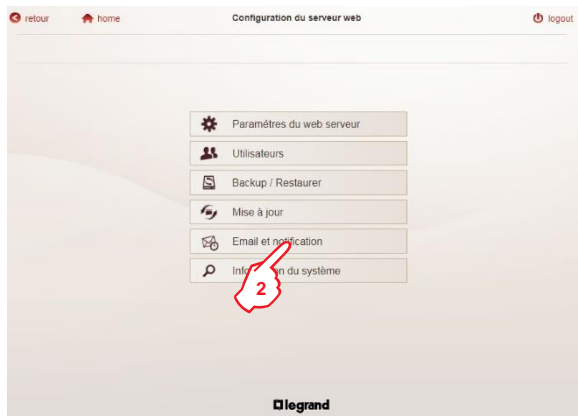 retour
home
Configuration du serveur web
logout
Paramétres du web serveur
Utilisateurs
Backup / Restaurer
Mise à jour
Email et notification
du système
2
legrand